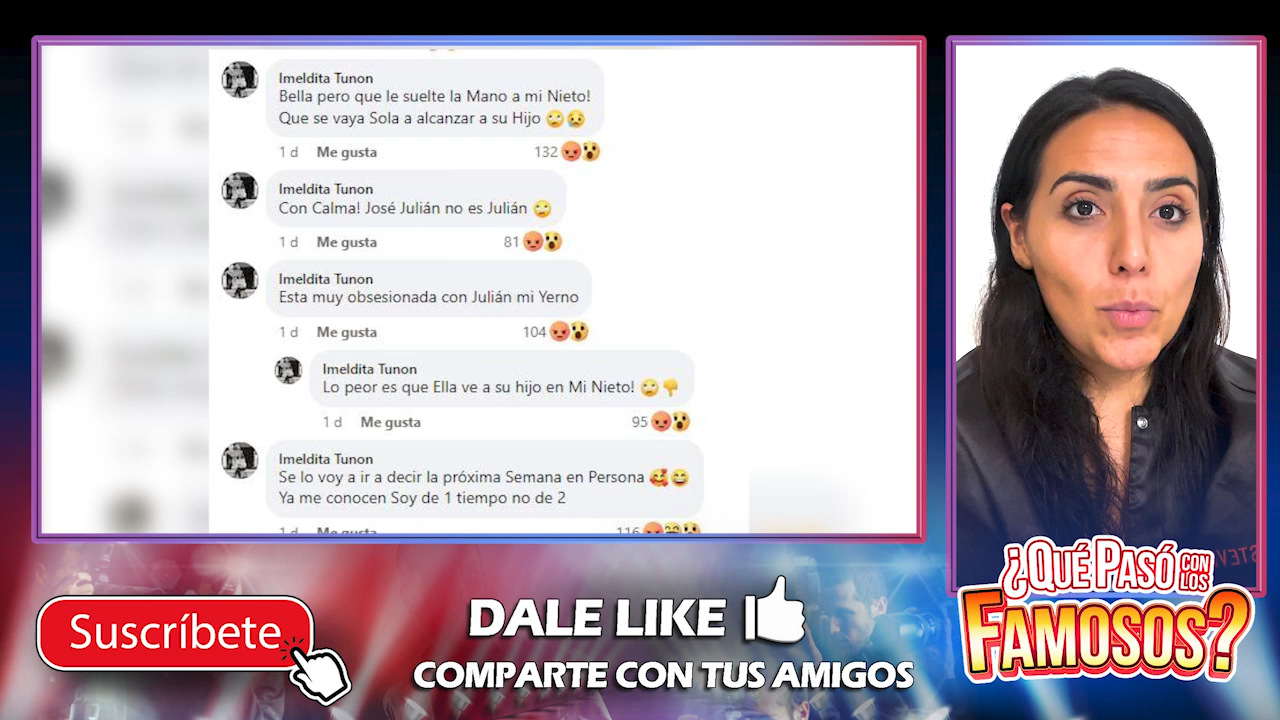 Imeldita Tunon
Bella pero que le suelte la Mano a mi Nieto!
Que se vaya Sola a alcanzar a su Hijo 🙄😢
1 d Me gusta 132
Imeldita Tunon
Con Calma! José Julián no es Julián 🙄
1 d Me gusta 81
Imeldita Tunon
Esta muy obsesionada con Julián mi Yerno
1 d Me gusta 104
Imeldita Tunon
Lo peor es que Ella ve a su hijo en Mi Nieto! 🙄👇
1 d Me gusta 95
Imeldita Tunon
Se lo voy a ir a decir la próxima Semana en Persona 🥰😄
Ya me conocen Soy de 1 tiempo no de 2
1 d Me gusta 116
Suscríbete
DALE LIKE
COMPARTE CON TUS AMIGOS
¿QUÉ PASÓ CON LOS
FAMOSOS?